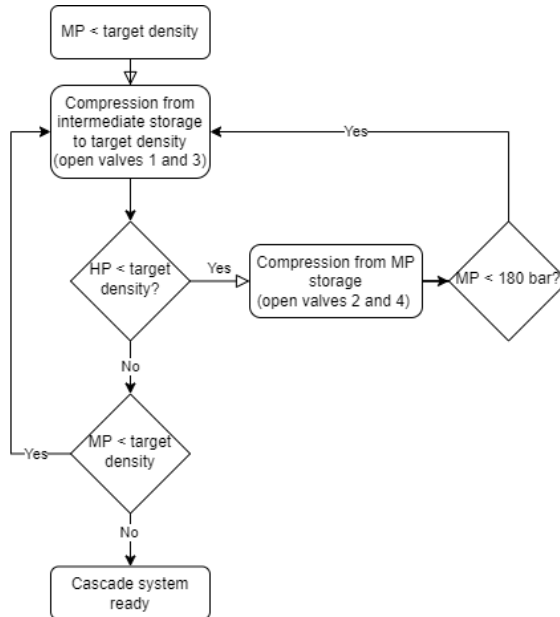 MP < target density
Compression from
intermediate storage
to target density
(open valves 1 and 3)
Yes
HP < target
density?
Yes
Compression from MP
storage
(open valves 2 and 4)
MP < 180 bar?
No
MP < target
density
Yes
No
Cascade system
ready